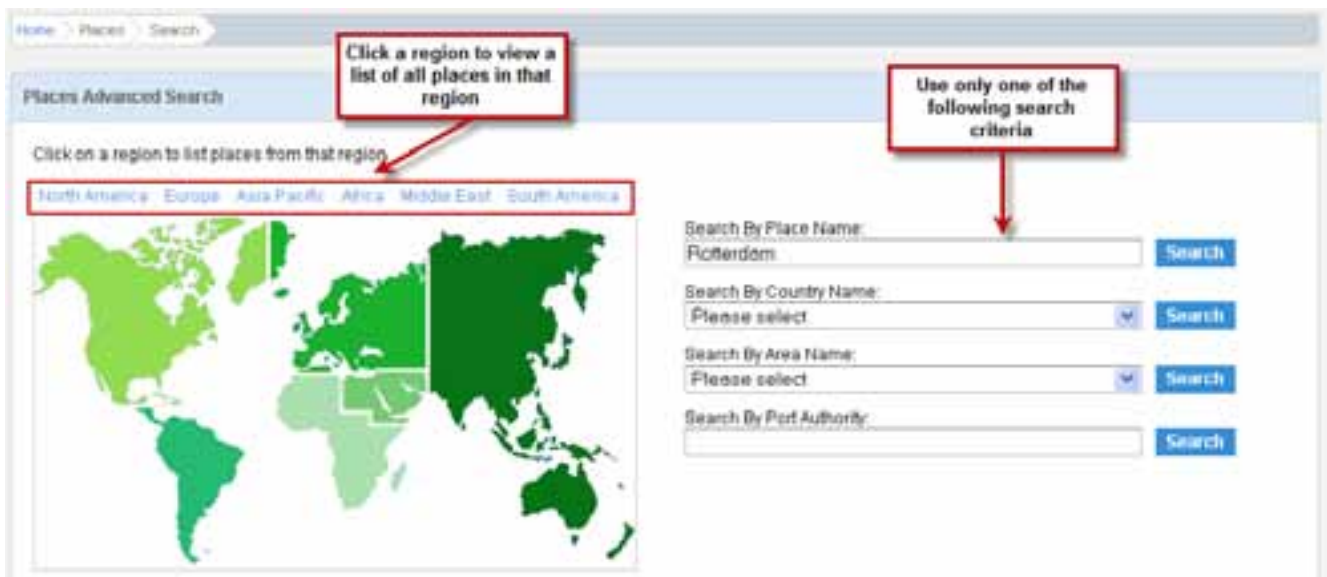 Home Places Search
Click a region to view a
list of all places in that
region
Use only one of the
following search
criteria
Places Advanced Search
Click on a region to list places from that region
North America Europe Asia Pacific Africa Middle East South America
Search By Place Name:
Rotterdam Search
Search By Country Name:
Please select Search
Search By Area Name:
Please select Search
Search By Port Authority:
Search